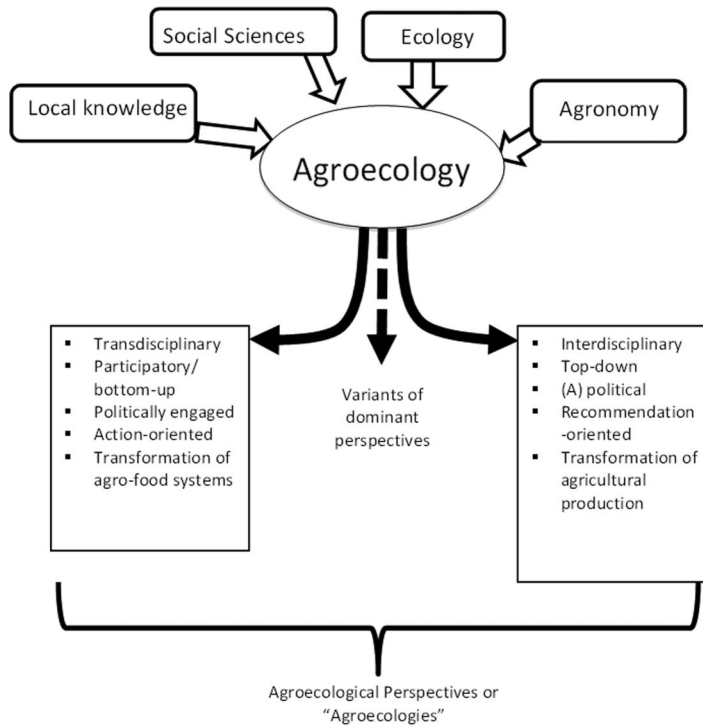 Social Sciences
Ecology
Local knowledge
Agronomy
Agroecology
▪ Transdisciplinary
▪ Participatory/
bottom-up
▪ Politically engaged
▪ Action-oriented
▪ Transformation of
agro-food systems
Variants of
dominant
perspectives
▪ Interdisciplinary
▪ Top-down
▪ (A) political
▪ Recommendation
-oriented
▪ Transformation of
agricultural
production
Agroecological Perspectives or
“Agroecologies”